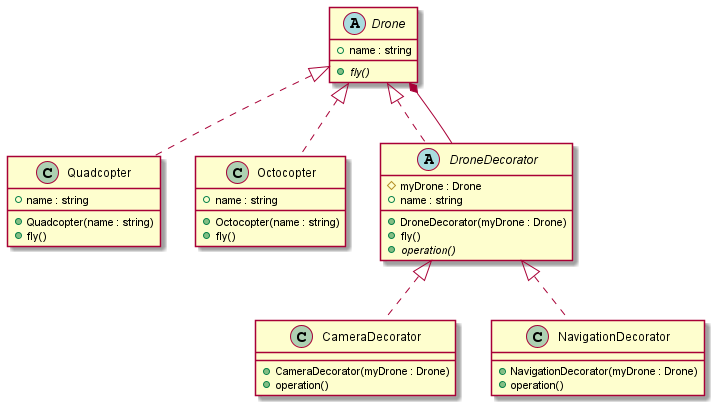 A Drone
name : string
fly()
C Quadcopter
name : string
Quadcopter(name : string)
fly()
C Octocopter
name : string
Octocopter(name : string)
fly()
A DroneDecorator
myDrone : Drone
name : string
DroneDecorator(myDrone : Drone)
fly()
operation()
C CameraDecorator
CameraDecorator(myDrone : Drone)
operation()
C NavigationDecorator
NavigationDecorator(myDrone : Drone)
operation()